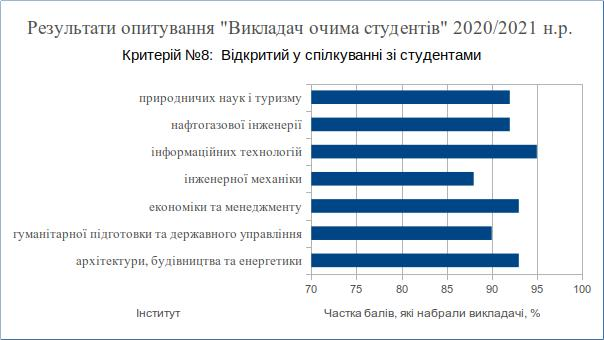 Результати опитування "Викладач очима студентів" 2020/2021 н.р.
Критерій №8:  Відкритий у спілкуванні зі студентами
природничих наук і туризму
нафтогазової інженерії
інформаційних технологій
інженерної механіки
економіки та менеджменту
гуманітарної підготовки та державного управління
архітектури, будівництва та енергетики
70 75 80 85 90 95 100
Інститут
Частка балів, які набрали викладачі, %